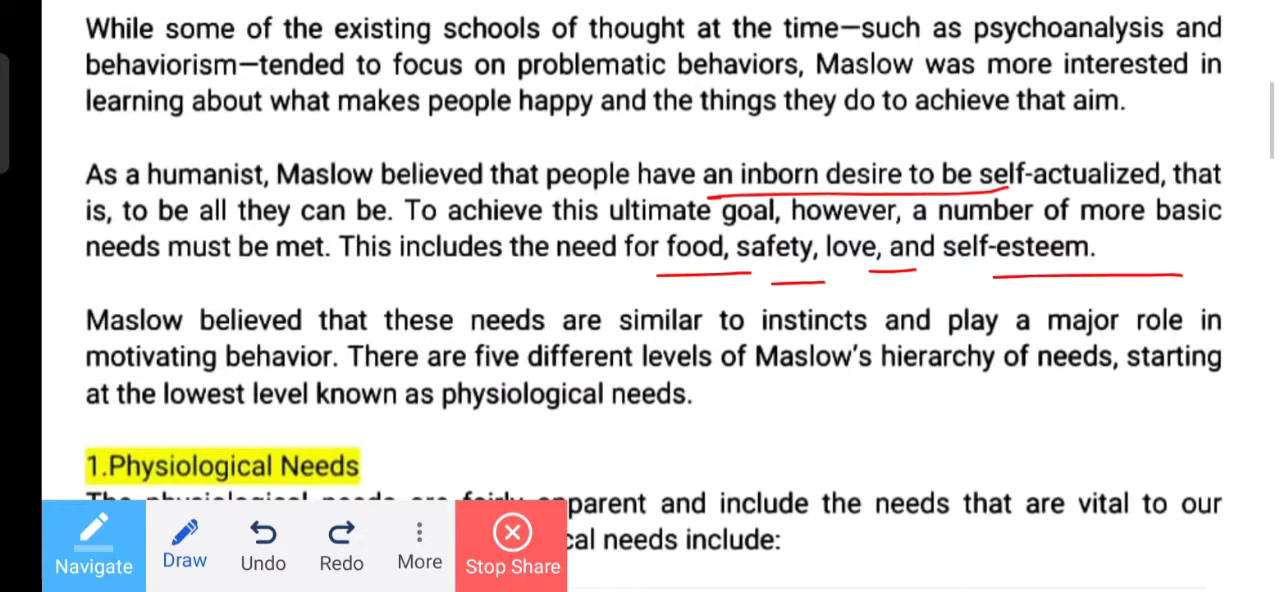 While some of the existing schools of thought at the time—such as psychoanalysis and
behaviorism—tended to focus on problematic behaviors, Maslow was more interested in
learning about what makes people happy and the things they do to achieve that aim.
As a humanist, Maslow believed that people have an inborn desire to be self-actualized, that
is, to be all they can be. To achieve this ultimate goal, however, a number of more basic
needs must be met. This includes the need for food, safety, love, and self-esteem.
Maslow believed that these needs are similar to instincts and play a major role in
motivating behavior. There are five different levels of Maslow's hierarchy of needs, starting
at the lowest level known as physiological needs.
1.Physiological Needs
The physiological needs are fairly apparent and include the needs that are vital to our
needs include:
Navigate
Draw
Undo
Redo
More
Stop Share